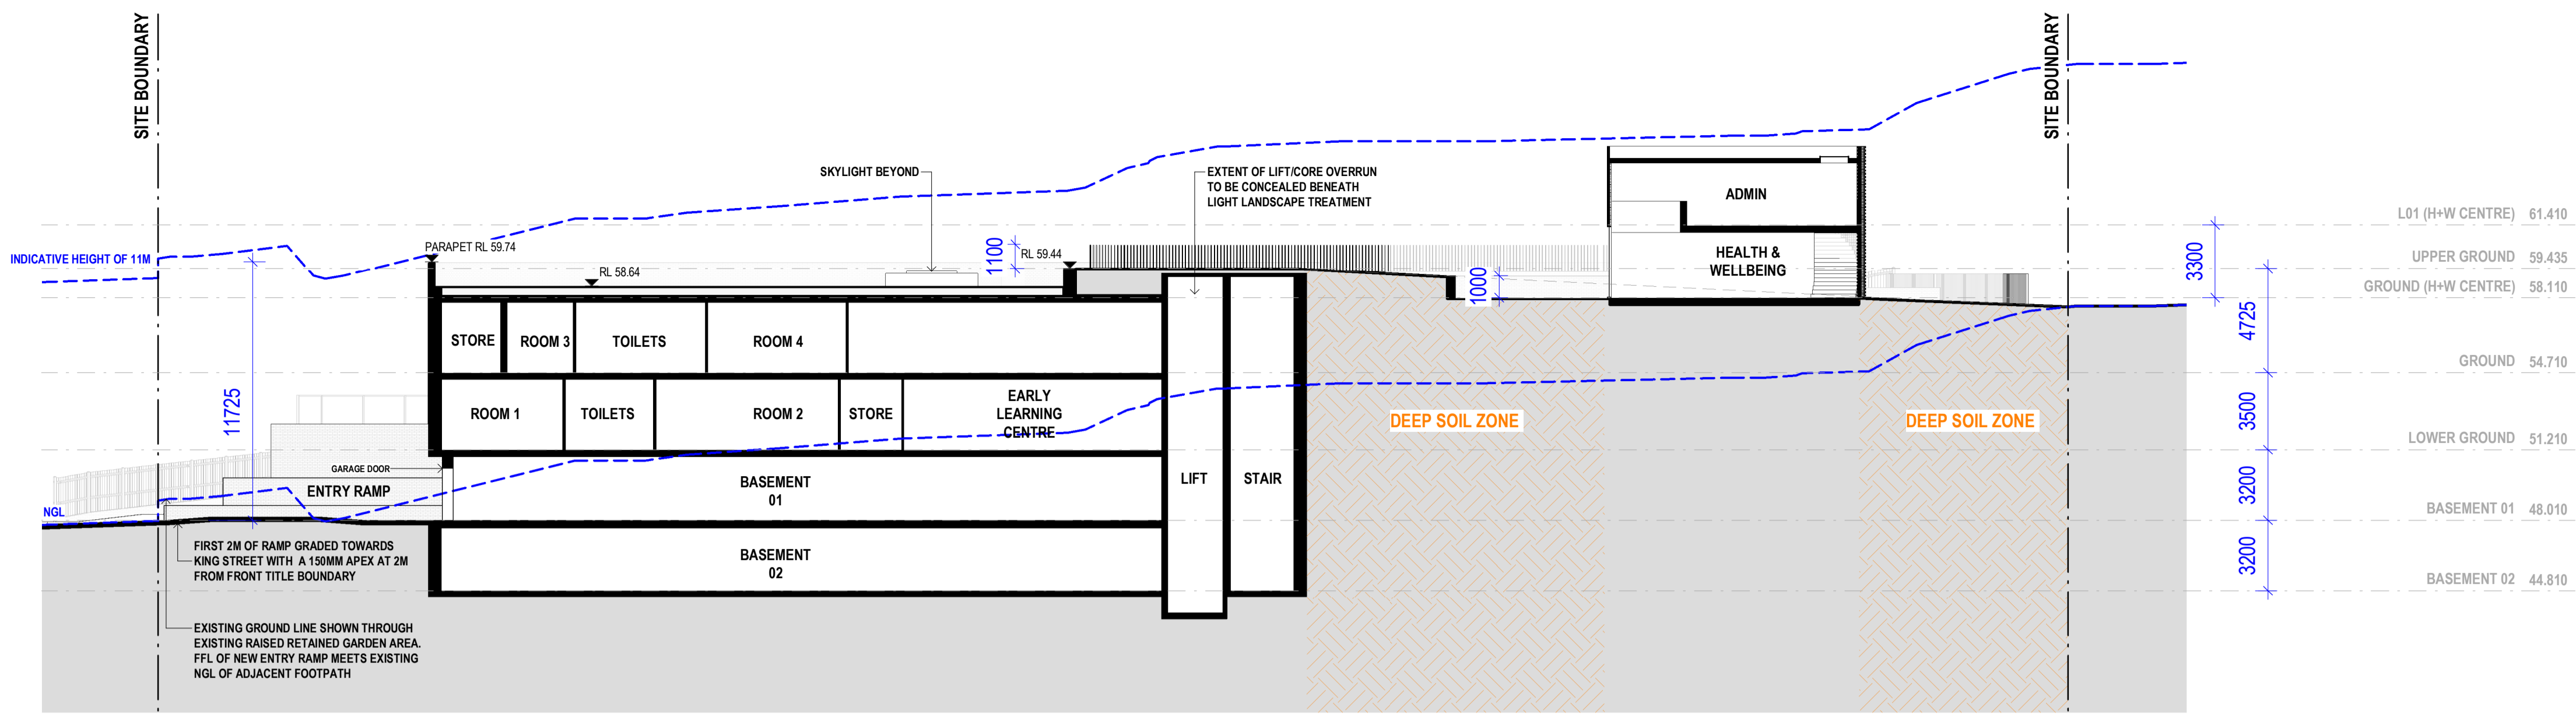 SITE BOUNDARY
SITE BOUNDARY
SKYLIGHT BEYOND
EXTENT OF LIFT/CORE OVERRUN
TO BE CONCEALED BENEATH
LIGHT LANDSCAPE TREATMENT
ADMIN
L01 (H+W CENTRE) 61.410
INDICATIVE HEIGHT OF 11M
PARAPET RL 59.74
RL 58.64
1100
RL 59.44
1000
HEALTH &
WELLBEING
3300
UPPER GROUND 59.435
GROUND (H+W CENTRE) 58.110
4725
STORE
ROOM 3
TOILETS
ROOM 4
GROUND 54.710
11725
ROOM 1
TOILETS
ROOM 2
STORE
EARLY
LEARNING
CENTRE
DEEP SOIL ZONE
DEEP SOIL ZONE
3500
LOWER GROUND 51.210
GARAGE DOOR
ENTRY RAMP
BASEMENT
01
LIFT
STAIR
3200
NGL
BASEMENT 01 48.010
FIRST 2M OF RAMP GRADED TOWARDS
KING STREET WITH A 150MM APEX AT 2M
FROM FRONT TITLE BOUNDARY
BASEMENT
02
3200
BASEMENT 02 44.810
EXISTING GROUND LINE SHOWN THROUGH
EXISTING RAISED RETAINED GARDEN AREA.
FFL OF NEW ENTRY RAMP MEETS EXISTING
NGL OF ADJACENT FOOTPATH